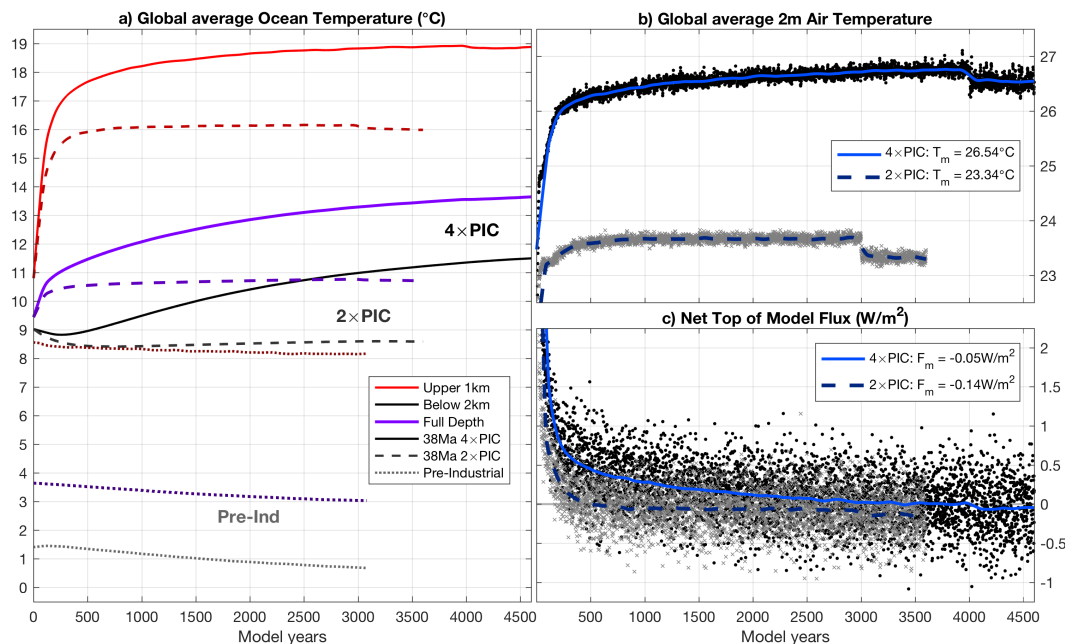 a) Global average Ocean Temperature (°C)
19
18
17
16
15
14
13
12
11
10
9
8
7
6
5
4
3
2
1
0
4×PIC
2×PIC
Pre-Ind
Upper 1km
Below 2km
Full Depth
38Ma 4×PIC
38Ma 2×PIC
Pre-Industrial
0 500 1000 1500 2000 2500 3000 3500 4000 4500
Model years
b) Global average 2m Air Temperature
27
26
25
24
23
4×PIC: T_m = 26.54°C
2×PIC: T_m = 23.34°C
c) Net Top of Model Flux (W/m²)
2
1.5
1
0.5
0
-0.5
-1
4×PIC: F_m = -0.05W/m²
2×PIC: F_m = -0.14W/m²
500 1000 1500 2000 2500 3000 3500 4000 4500
Model years